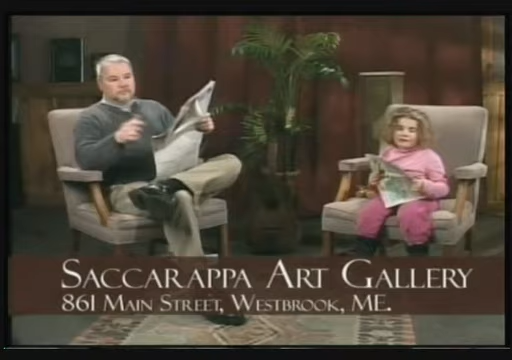 SACCARAPPA ART GALLERY
861 MAIN STREET, WESTBROOK, ME.